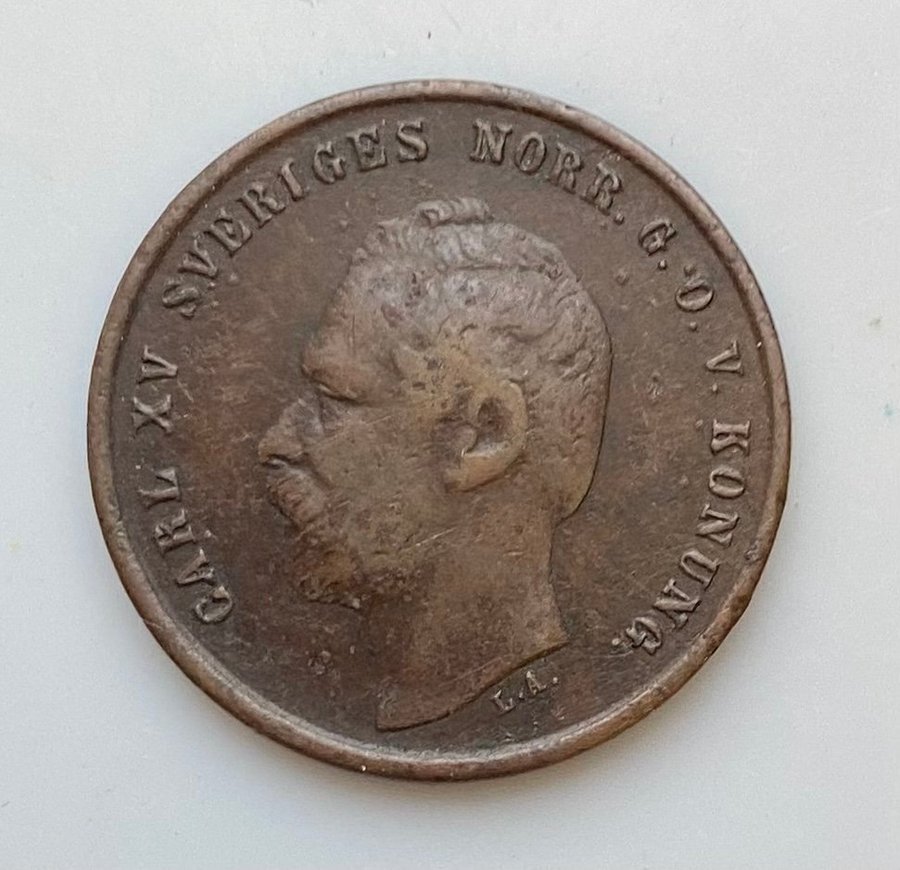 CARL XV SVERIGES NORR. G. O. V. KONUNG.
L.A.